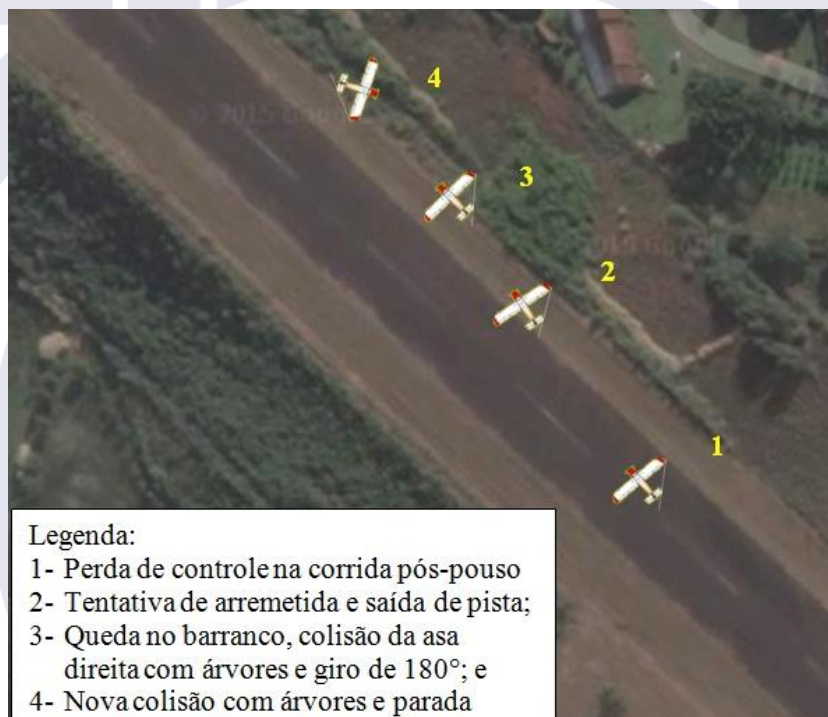 4
© 2015 Google
3
2
1
Legenda:
1- Perda de controle na corrida pós-pouso
2- Tentativa de arremetida e saída de pista;
3- Queda no barranco, colisão da asa
direita com árvores e giro de 180°; e
4- Nova colisão com árvores e parada